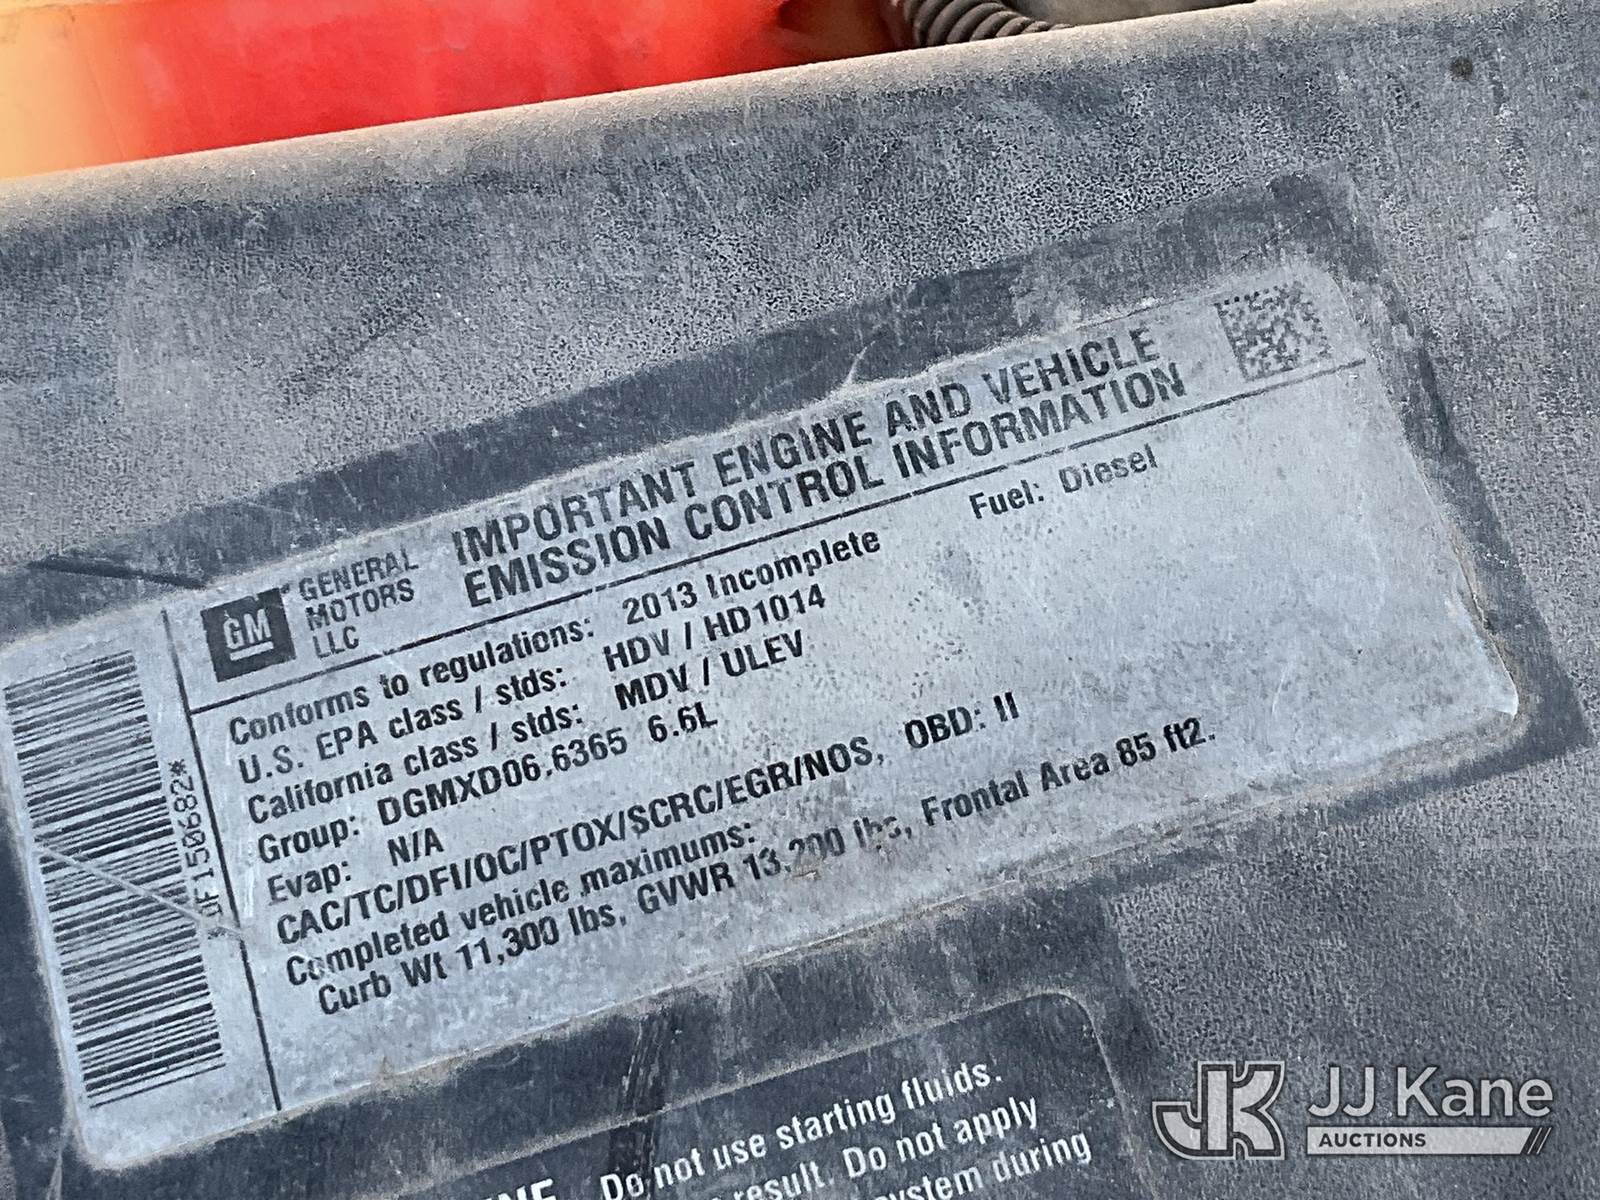 GM
GENERAL
MOTORS
LLC
IMPORTANT ENGINE AND VEHICLE
EMISSION CONTROL INFORMATION
Conforms to regulations: 2013 Incomplete
Fuel: Diesel
U.S. EPA class / stds: HDV / HD1014
California class / stds: MDV / ULEV
Group: DGMXD06.6365 6.6L
Evap: N/A
CAC/TC/DFI/OC/PTOX/SCRC/EGR/NOS, OBD: II
Completed vehicle maximums:
Curb Wt 11,300 lbs, GVWR 13,200 lbs, Frontal Area 85 ft2.
Do not use starting fluids.
result. Do not apply
system during
JK
JJ Kane
AUCTIONS